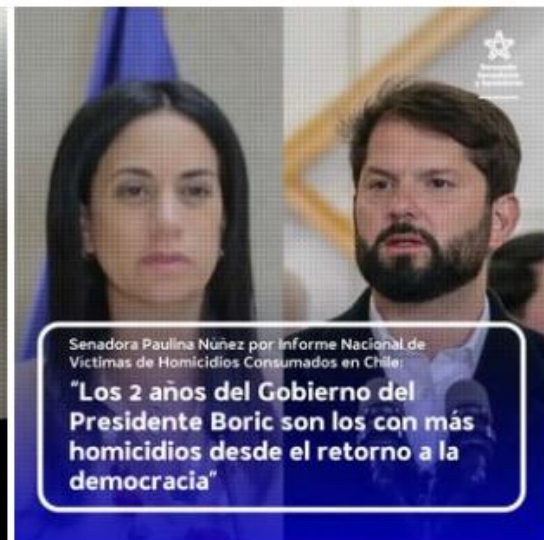 Senadora Paulina Núñez por Informe Nacional de
Víctimas de Homicidios Consumados en Chile:
"Los 2 años del Gobierno del
Presidente Boric son los con más
homicidios desde el retorno a la
democracia"